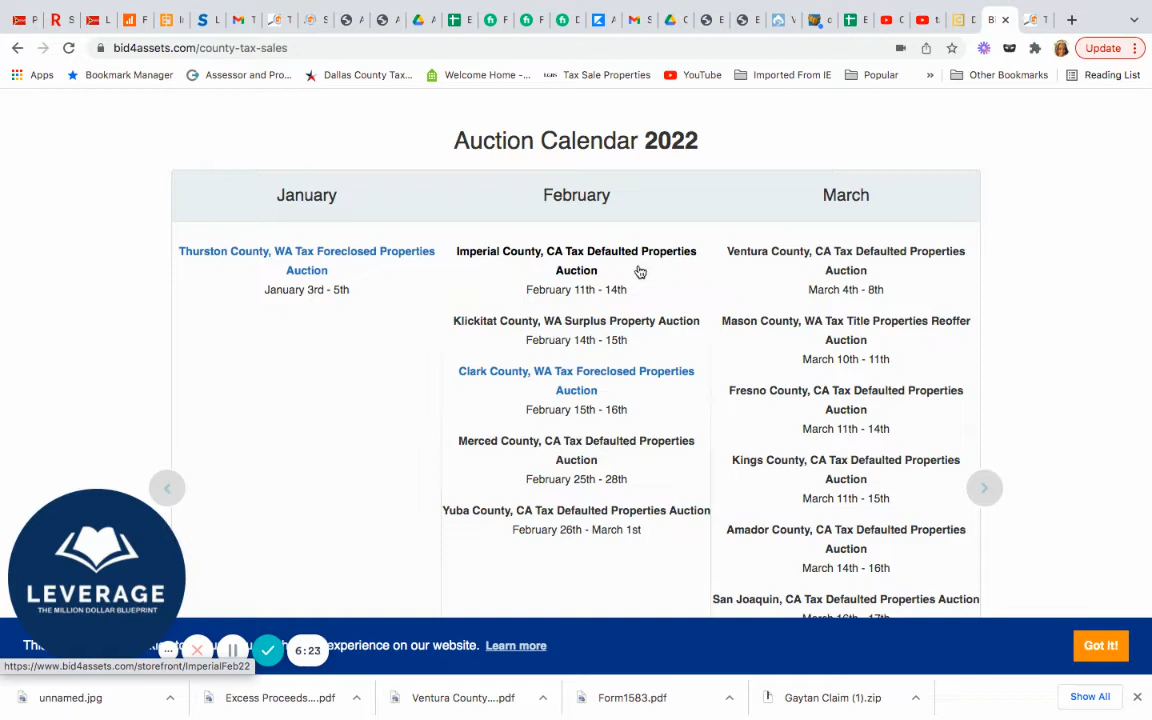 P
R
S
L
F
I
S
L
T
T
S
A
A
L
A
E
F
F
D
A
S
C
E
E
V
c
E
C
t
D
Bi
T
bid4assets.com/county-tax-sales
Update
Apps
Bookmark Manager
Assessor and Pro...
Dallas County Tax...
Welcome Home -...
Tax Sale Properties
YouTube
Imported From IE
Popular
»
Other Bookmarks
Reading List
Auction Calendar 2022
January
February
March
Thurston County, WA Tax Foreclosed Properties
Auction
January 3rd - 5th
Imperial County, CA Tax Defaulted Properties
Auction
February 11th - 14th
Klickitat County, WA Surplus Property Auction
February 14th - 15th
Clark County, WA Tax Foreclosed Properties
Auction
February 15th - 16th
Merced County, CA Tax Defaulted Properties
Auction
February 25th - 28th
Yuba County, CA Tax Defaulted Properties Auction
February 26th - March 1st
Ventura County, CA Tax Defaulted Properties
Auction
March 4th - 8th
Mason County, WA Tax Title Properties Reoffer
Auction
March 10th - 11th
Fresno County, CA Tax Defaulted Properties
Auction
March 11th - 14th
Kings County, CA Tax Defaulted Properties
Auction
March 11th - 15th
Amador County, CA Tax Defaulted Properties
Auction
March 14th - 16th
San Joaquin, CA Tax Defaulted Properties Auction
March 16th - 17th
LEVERAGE
THE MILLION DOLLAR BLUEPRINT
experience on our website. Learn more
Got it!
6:23
https://www.bid4assets.com/storefront/ImperialFeb22
unnamed.jpg
Excess Proceeds....pdf
Ventura County....pdf
Form1583.pdf
Gaytan Claim (1).zip
Show All